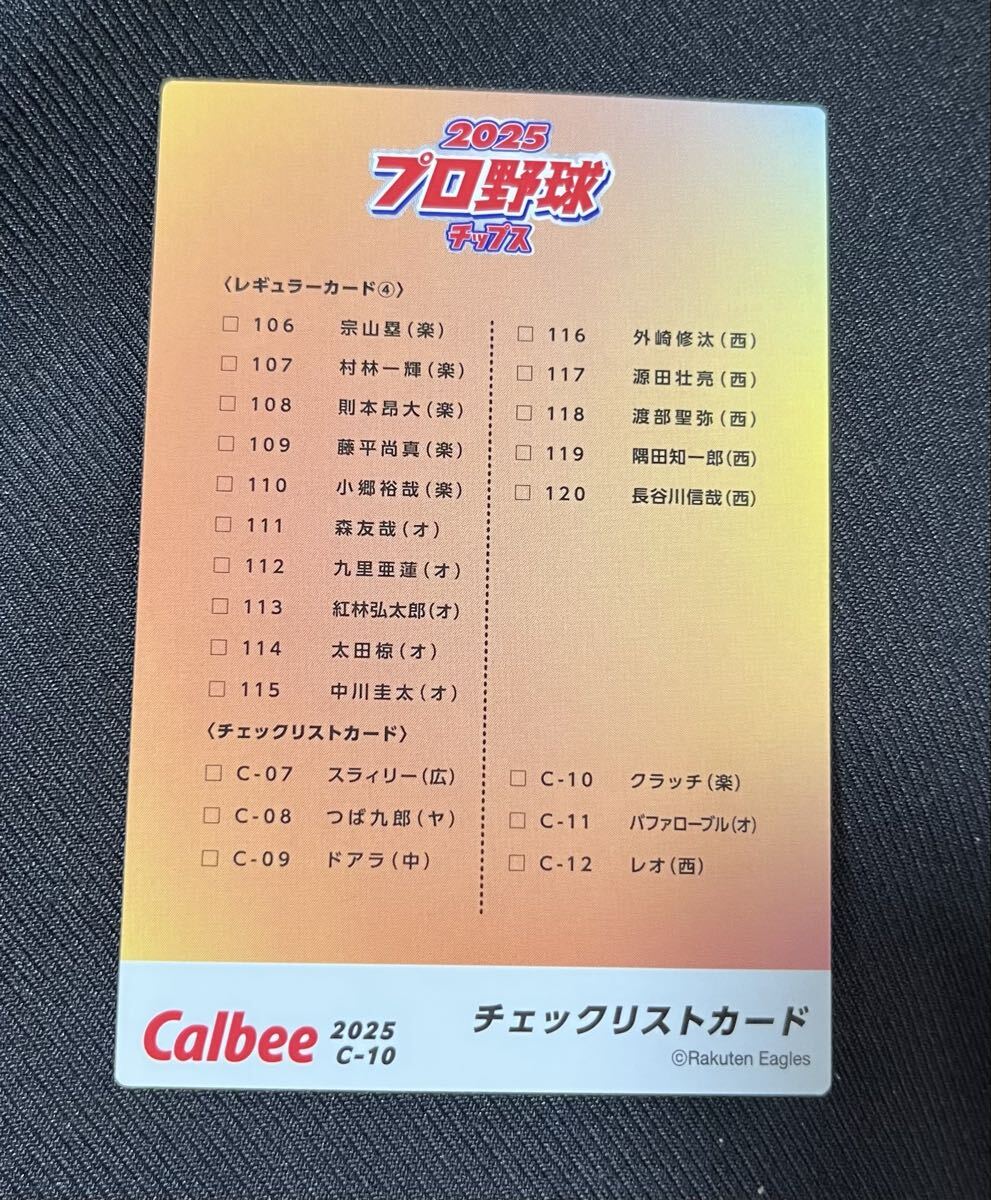 2025
プロ野球
チップス
〈レギュラーカード④〉
□ 106 宗山塁(楽)
□ 107 村林一輝(楽)
□ 108 則本昂大(楽)
□ 109 藤平尚真(楽)
□ 110 小郷裕哉(楽)
□ 111 森友哉(オ)
□ 112 九里亜蓮(オ)
□ 113 紅林弘太郎(オ)
□ 114 太田椋(オ)
□ 115 中川圭太(オ)
□ 116 外崎修汰(西)
□ 117 源田壮亮(西)
□ 118 渡部聖弥(西)
□ 119 隅田知一郎(西)
□ 120 長谷川信哉(西)
〈チェックリストカード〉
□ C-07 スライリー(広)
□ C-08 つば九郎(ヤ)
□ C-09 ドアラ(中)
□ C-10 クラッチ(楽)
□ C-11 バファローブル(オ)
□ C-12 レオ(西)
Calbee 2025
C-10
チェックリストカード
©Rakuten Eagles